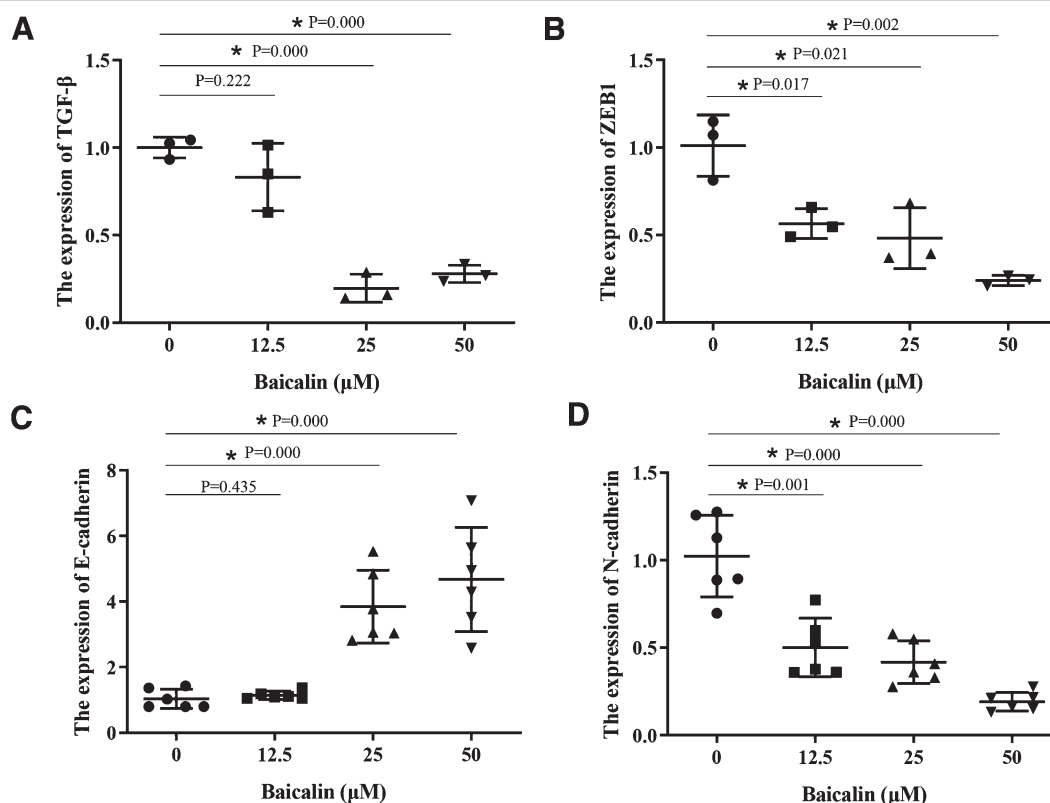 A
* P=0.000
* P=0.000
P=0.222
The expression of TGF-β
1.5
1.0
0.5
0.0
0 12.5 25 50
Baicalin (μM)
B
* P=0.002
* P=0.021
* P=0.017
The expression of ZEB1
1.5
1.0
0.5
0.0
0 12.5 25 50
Baicalin (μM)
C
* P=0.000
* P=0.000
P=0.435
The expression of E-cadherin
8
6
4
2
0
0 12.5 25 50
Baicalin (μM)
D
* P=0.000
* P=0.000
* P=0.001
The expression of N-cadherin
1.5
1.0
0.5
0.0
0 12.5 25 50
Baicalin (μM)